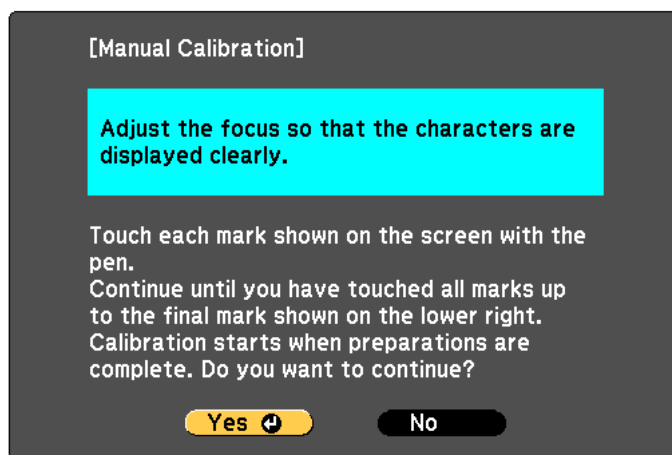 [Manual Calibration]
Adjust the focus so that the characters are
displayed clearly.
Touch each mark shown on the screen with the
pen.
Continue until you have touched all marks up
to the final mark shown on the lower right.
Calibration starts when preparations are
complete. Do you want to continue?
Yes No